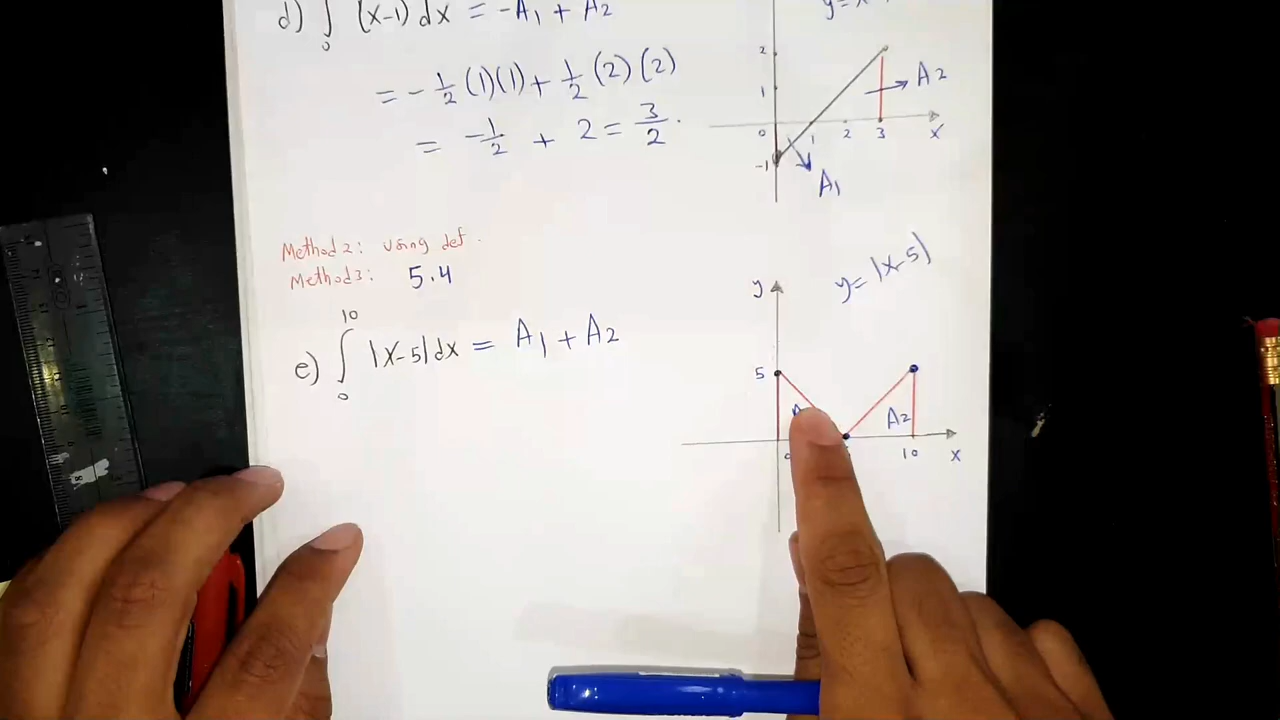 d) ∫₀ (x-1) dx = -A₁ + A₂
= -1/2 (1)(1) + 1/2 (2)(2)
= -1/2 + 2 = 3/2 .
2
1
0
1
2
3
x
-1
A2
A₁
Method 2: using def.
Method 3: 5.4
e) ∫₀¹⁰ |x-5| dx = A₁ + A₂
y = |x-5|
y
5
A2
10
x